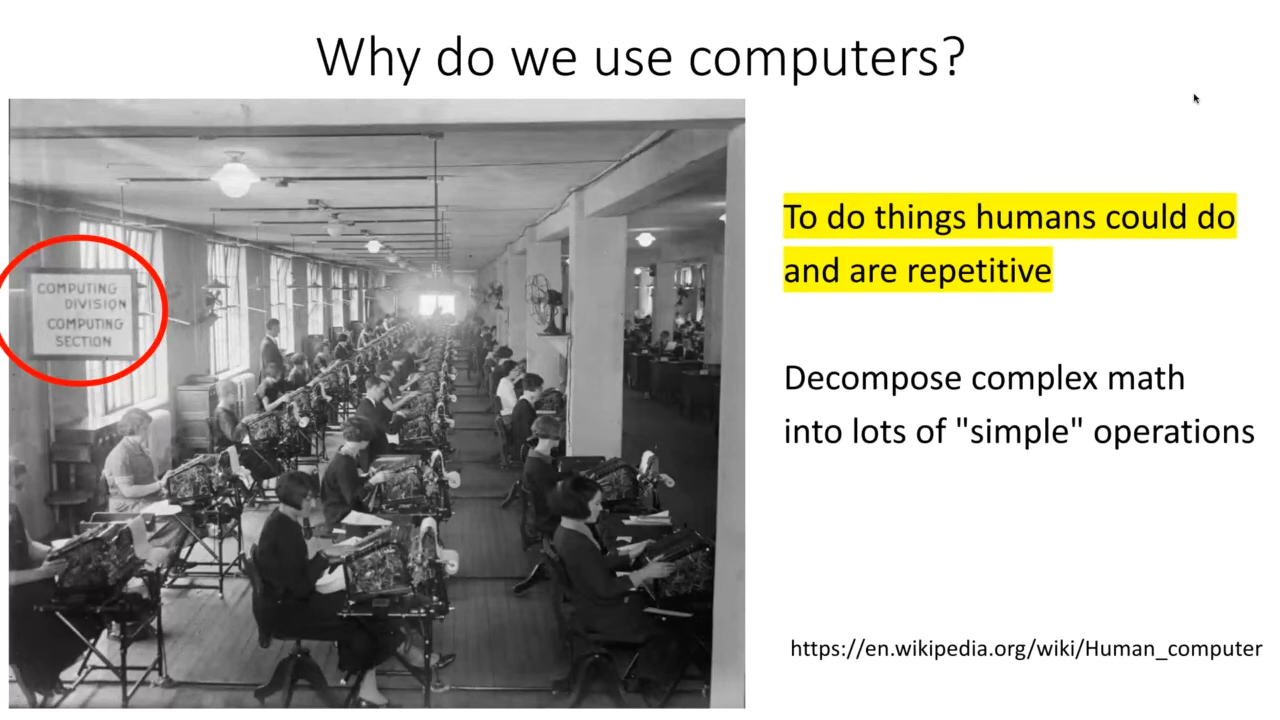 Why do we use computers?
COMPUTING
DIVISION
COMPUTING
SECTION
To do things humans could do
and are repetitive
Decompose complex math
into lots of "simple" operations
https://en.wikipedia.org/wiki/Human_computer